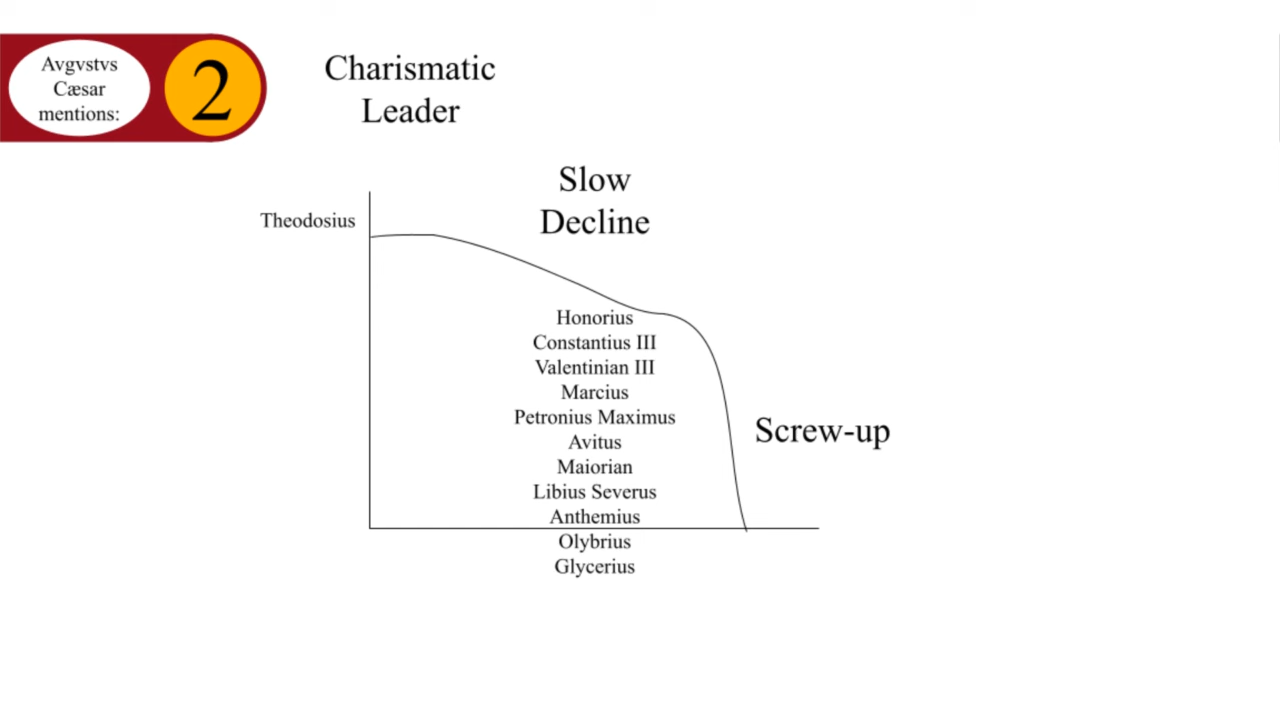 Avgvstvs
Cæsar
mentions:
2
Charismatic
Leader
Slow
Decline
Theodosius
Honorius
Constantius III
Valentinian III
Marcius
Petronius Maximus
Avitus
Maiorian
Libius Severus
Anthemius
Olybrius
Glycerius
Screw-up